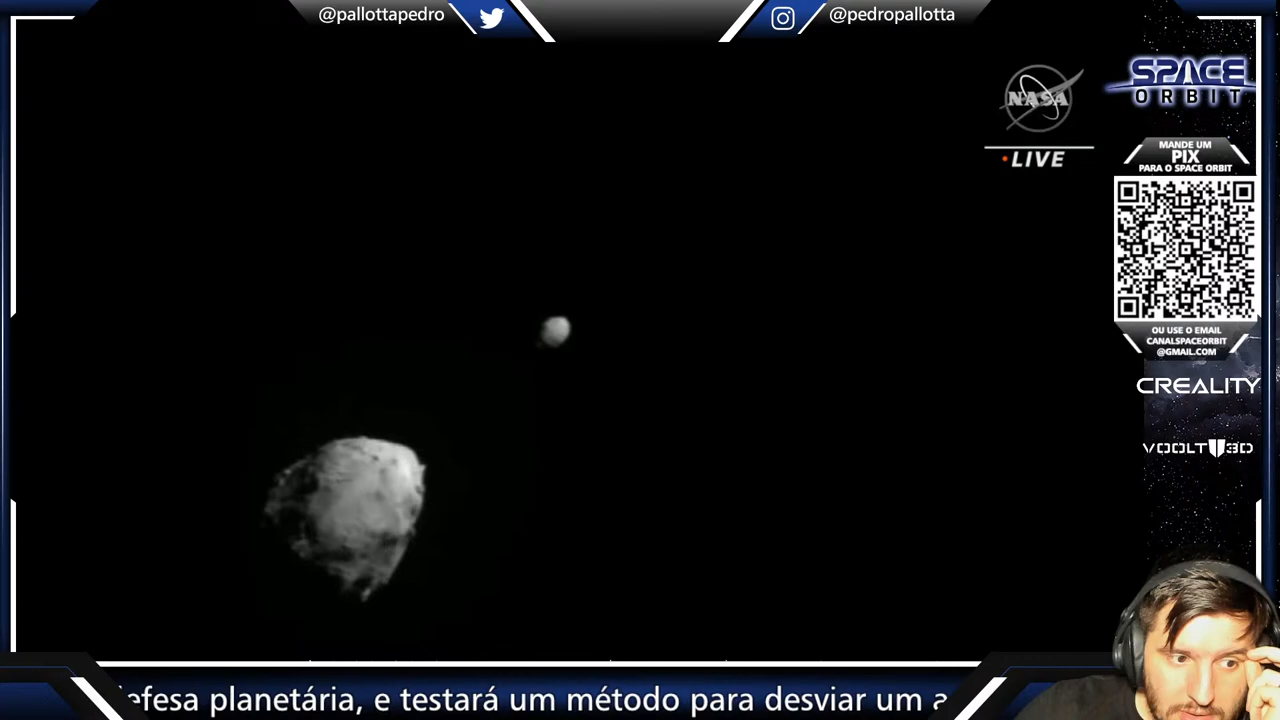 @pallottapedro
@pedropallotta
NASA
LIVE
SPACE
ORBIT
MANDE UM
PIX
PARA O SPACE ORBIT
OU USE O EMAIL
CANALSPACEORBIT
@GMAIL.COM
CREALITY
VOOLT3D
efesa planetária, e testará um método para desviar um a